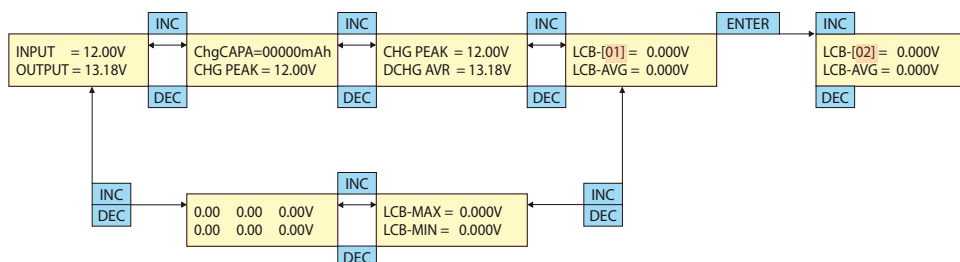 INC
INC
INC
ENTER
INC
INPUT = 12.00V
OUTPUT = 13.18V
ChgCAPA=00000mAh
CHG PEAK = 12.00V
CHG PEAK = 12.00V
DCHG AVR = 13.18V
LCB-[01] = 0.000V
LCB-AVG = 0.000V
LCB-[02] = 0.000V
LCB-AVG = 0.000V
DEC
DEC
DEC
DEC
INC
DEC
INC
INC
DEC
0.00 0.00 0.00V
0.00 0.00 0.00V
LCB-MAX = 0.000V
LCB-MIN = 0.000V
DEC